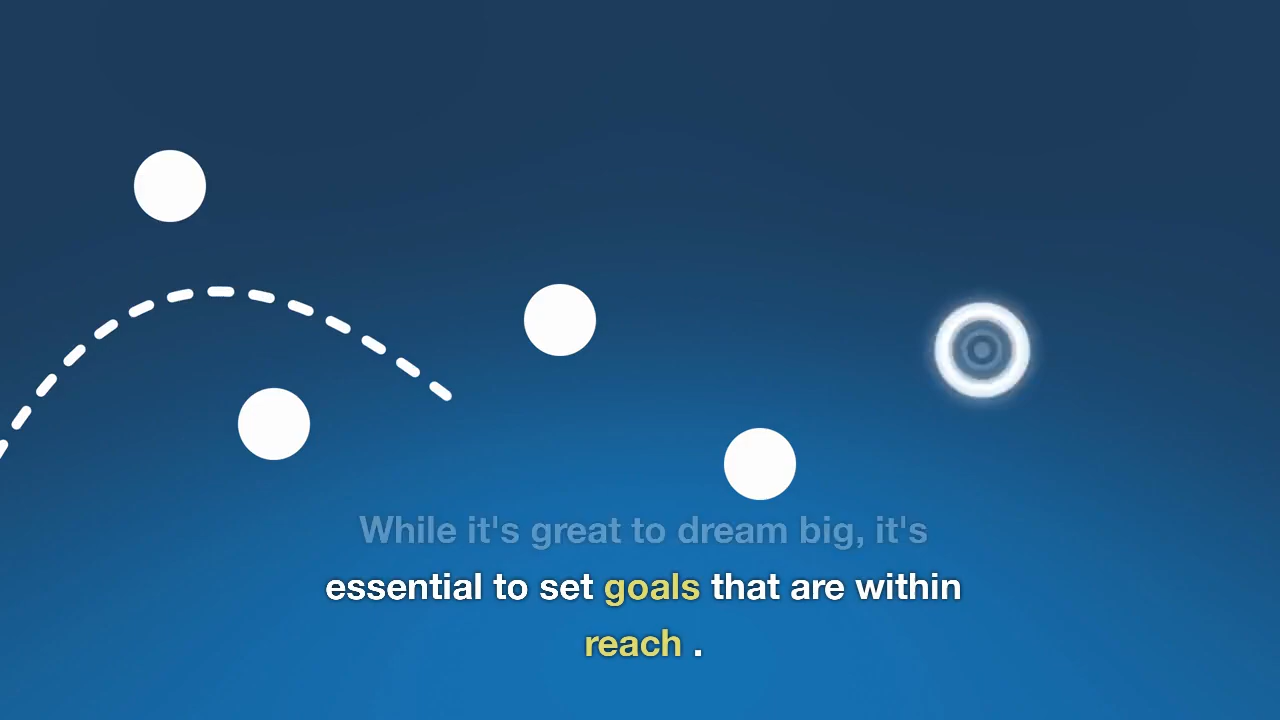 While it's great to dream big, it's
essential to set goals that are within
reach .